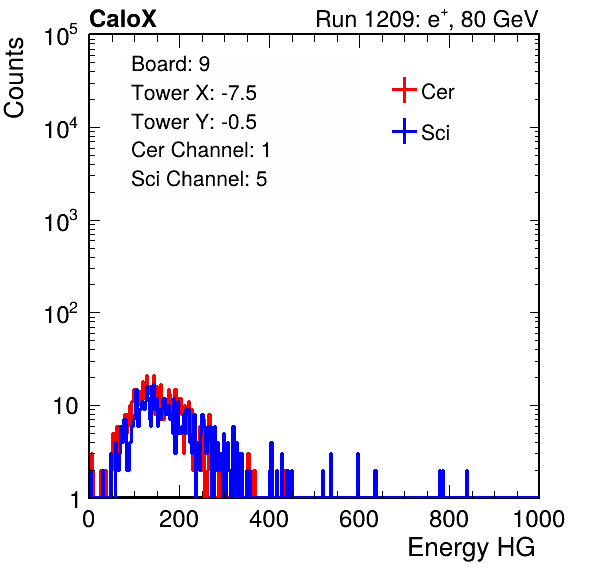 CaloX Run 1209: e⁺, 80 GeV
Counts
Board: 9
Tower X: -7.5
Tower Y: -0.5
Cer Channel: 1
Sci Channel: 5
Cer
Sci
10⁵
10⁴
10³
10²
10
1
0 200 400 600 800 1000
Energy HG